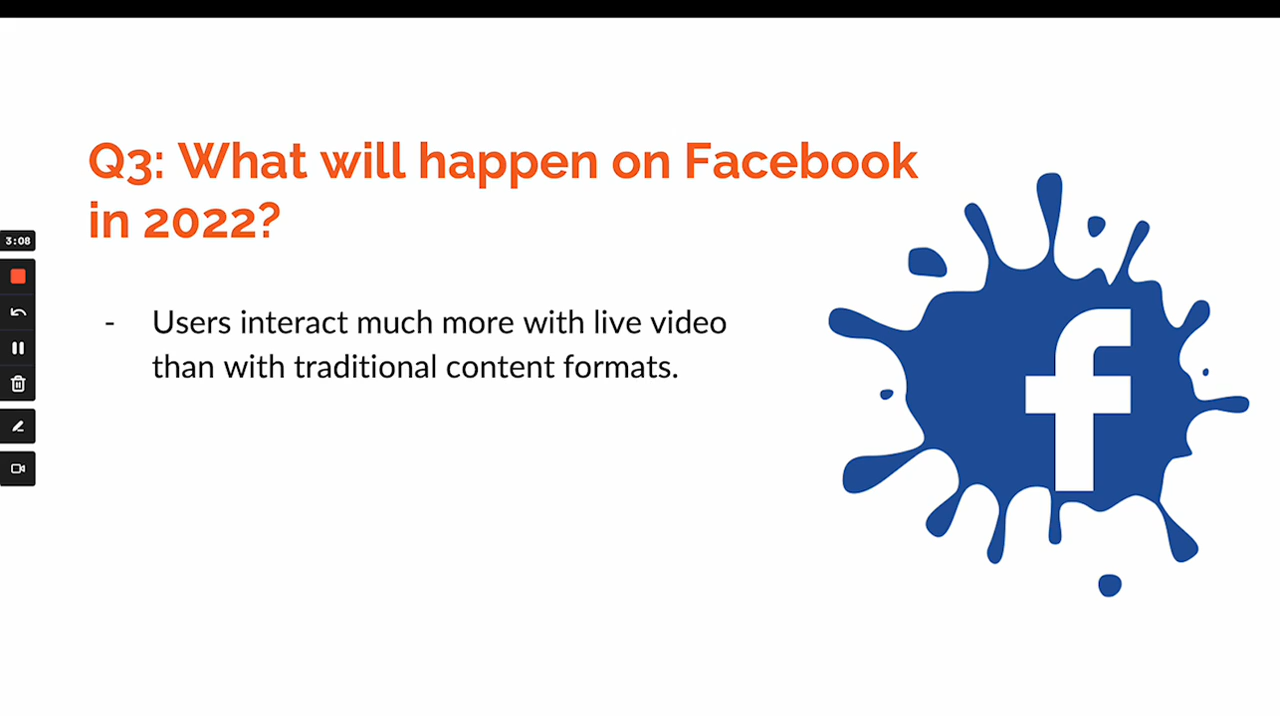 Q3: What will happen on Facebook
in 2022?
3:08
- Users interact much more with live video
than with traditional content formats.
f